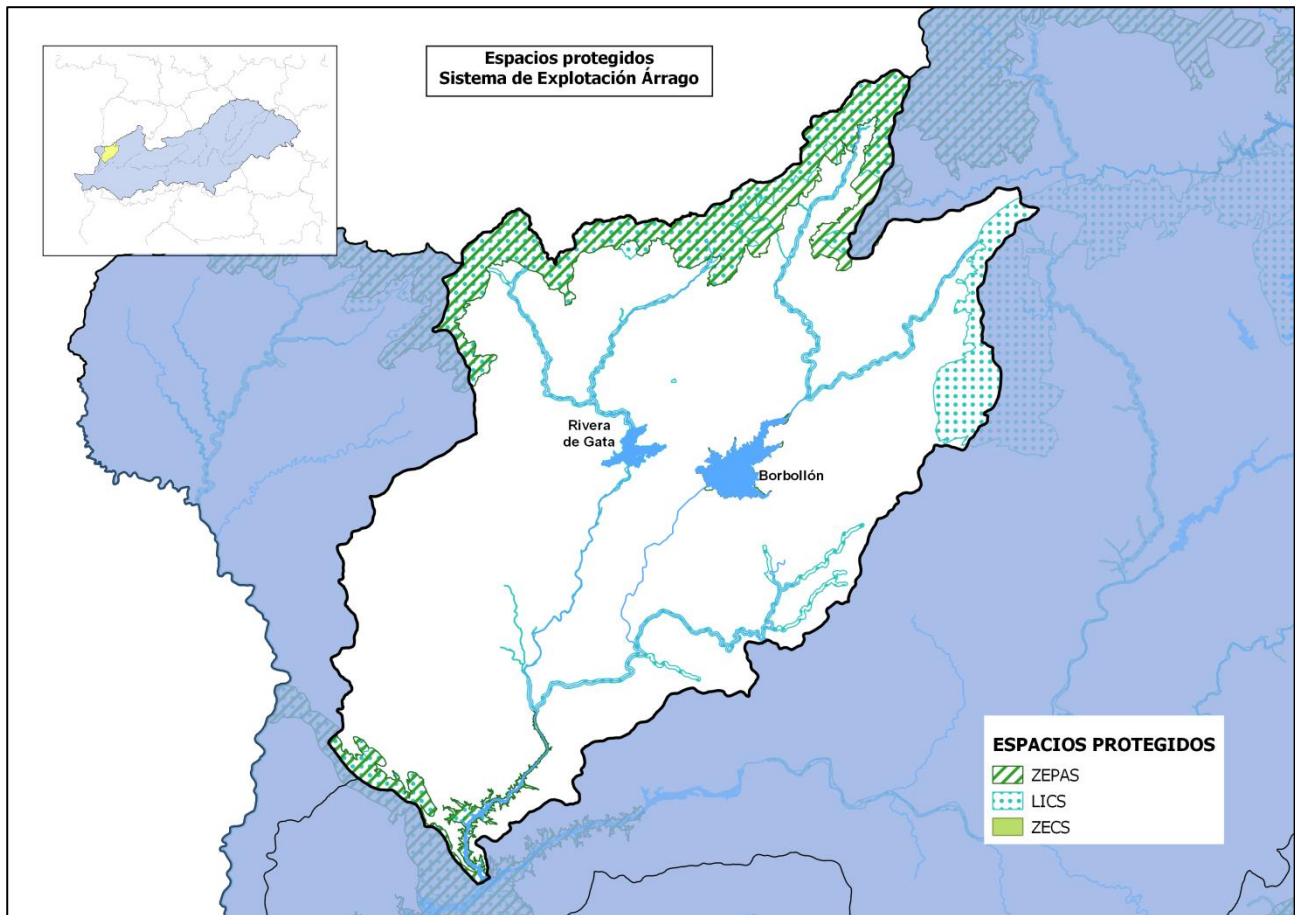 Espacios protegidos
Sistema de Explotación Árrago
Rivera
de Gata
Borbollón
ESPACIOS PROTEGIDOS
ZEPAS
LICS
ZECS